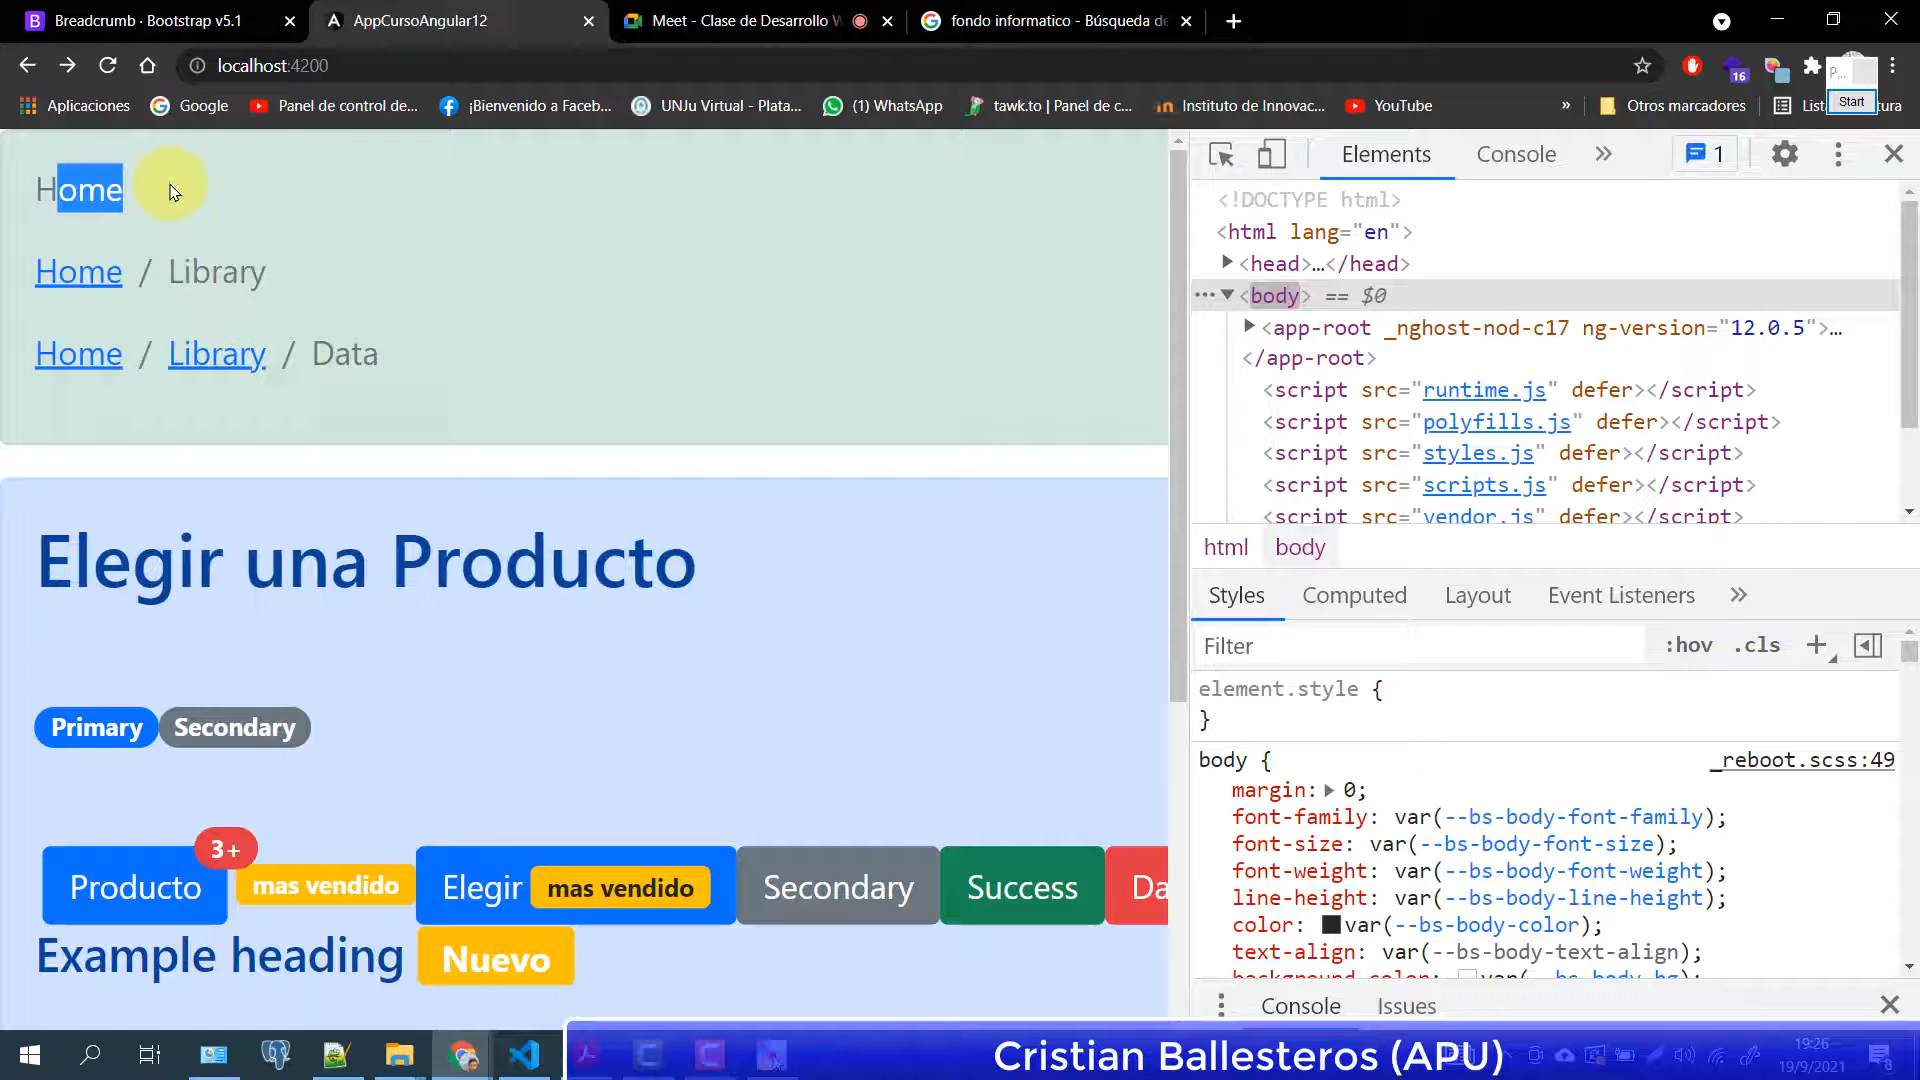 Breadcrumb · Bootstrap v5.1
AppCursoAngular12
Meet - Clase de Desarrollo W
fondo informatico - Búsqueda de
localhost:4200
16
P...
Start
Aplicaciones
Google
Panel de control de...
¡Bienvenido a Faceb...
UNJu Virtual - Plata...
(1) WhatsApp
tawk.to | Panel de c...
Instituto de Innovac...
YouTube
»
Otros marcadores
Home
Home / Library
Home / Library / Data
Elegir una Producto
Primary
Secondary
3+
Producto
mas vendido
Elegir mas vendido
Secondary
Success
Da
Example heading
Nuevo
Elements
Console
»
1
<!DOCTYPE html>
<html lang="en">
<head>…</head>
<body> == $0
<app-root _nghost-nod-c17 ng-version="12.0.5">…
</app-root>
<script src="runtime.js" defer></script>
<script src="polyfills.js" defer></script>
<script src="styles.js" defer></script>
<script src="scripts.js" defer></script>
<script src="vendor.js" defer></script>
html
body
Styles
Computed
Layout
Event Listeners
»
Filter
:hov
.cls
element.style {
}
body {
_reboot.scss:49
margin: 0;
font-family: var(--bs-body-font-family);
font-size: var(--bs-body-font-size);
font-weight: var(--bs-body-font-weight);
line-height: var(--bs-body-line-height);
color: var(--bs-body-color);
text-align: var(--bs-body-text-align);
background-color: var(--bs-body-bg);
Console
Issues
Cristian Ballesteros (APU)
19:26
19/9/2021
8